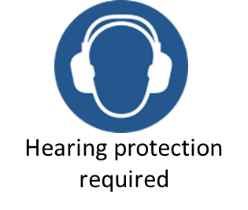 Hearing protection
required